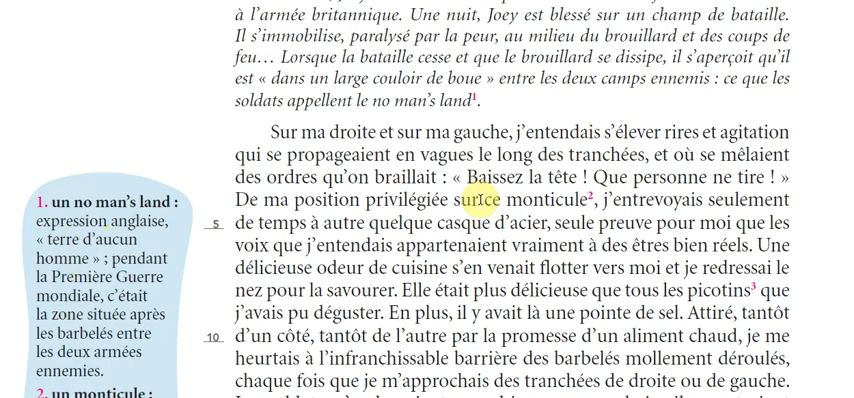 à l'armée britannique. Une nuit, Joey est blessé sur un champ de bataille.
Il s'immobilise, paralysé par la peur, au milieu du brouillard et des coups de
feu… Lorsque la bataille cesse et que le brouillard se dissipe, il s'aperçoit qu'il
est « dans un large couloir de boue » entre les deux camps ennemis : ce que les
soldats appellent le no man's land1.
Sur ma droite et sur ma gauche, j'entendais s'élever rires et agitation
qui se propageaient en vagues le long des tranchées, et où se mêlaient
des ordres qu'on braillait : « Baissez la tête ! Que personne ne tire ! »
De ma position privilégiée sur ce monticule2, j'entrevoyais seulement
5 de temps à autre quelque casque d'acier, seule preuve pour moi que les
voix que j'entendais appartenaient vraiment à des êtres bien réels. Une
délicieuse odeur de cuisine s'en venait flotter vers moi et je redressai le
nez pour la savourer. Elle était plus délicieuse que tous les picotins3 que
j'avais pu déguster. En plus, il y avait là une pointe de sel. Attiré, tantôt
10 d'un côté, tantôt de l'autre par la promesse d'un aliment chaud, je me
heurtais à l'infranchissable barrière des barbelés mollement déroulés,
chaque fois que je m'approchais des tranchées de droite ou de gauche.
1. un no man's land :
expression anglaise,
« terre d'aucun
homme » ; pendant
la Première Guerre
mondiale, c'était
la zone située après
les barbelés entre
les deux armées
ennemies.
2. un monticule :